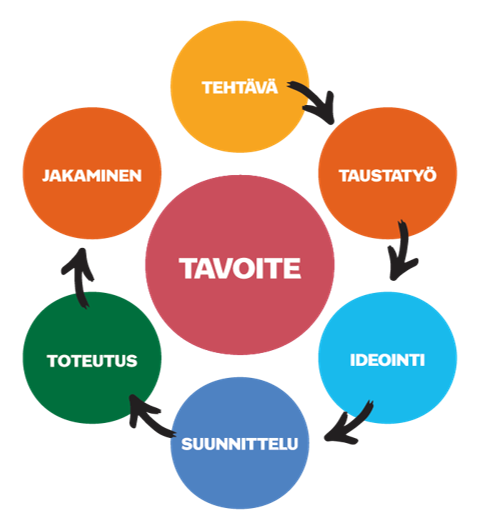 TEHTÄVÄ
TAUSTATYÖ
IDEOINTI
SUUNNITTELU
TOTEUTUS
JAKAMINEN
TAVOITE